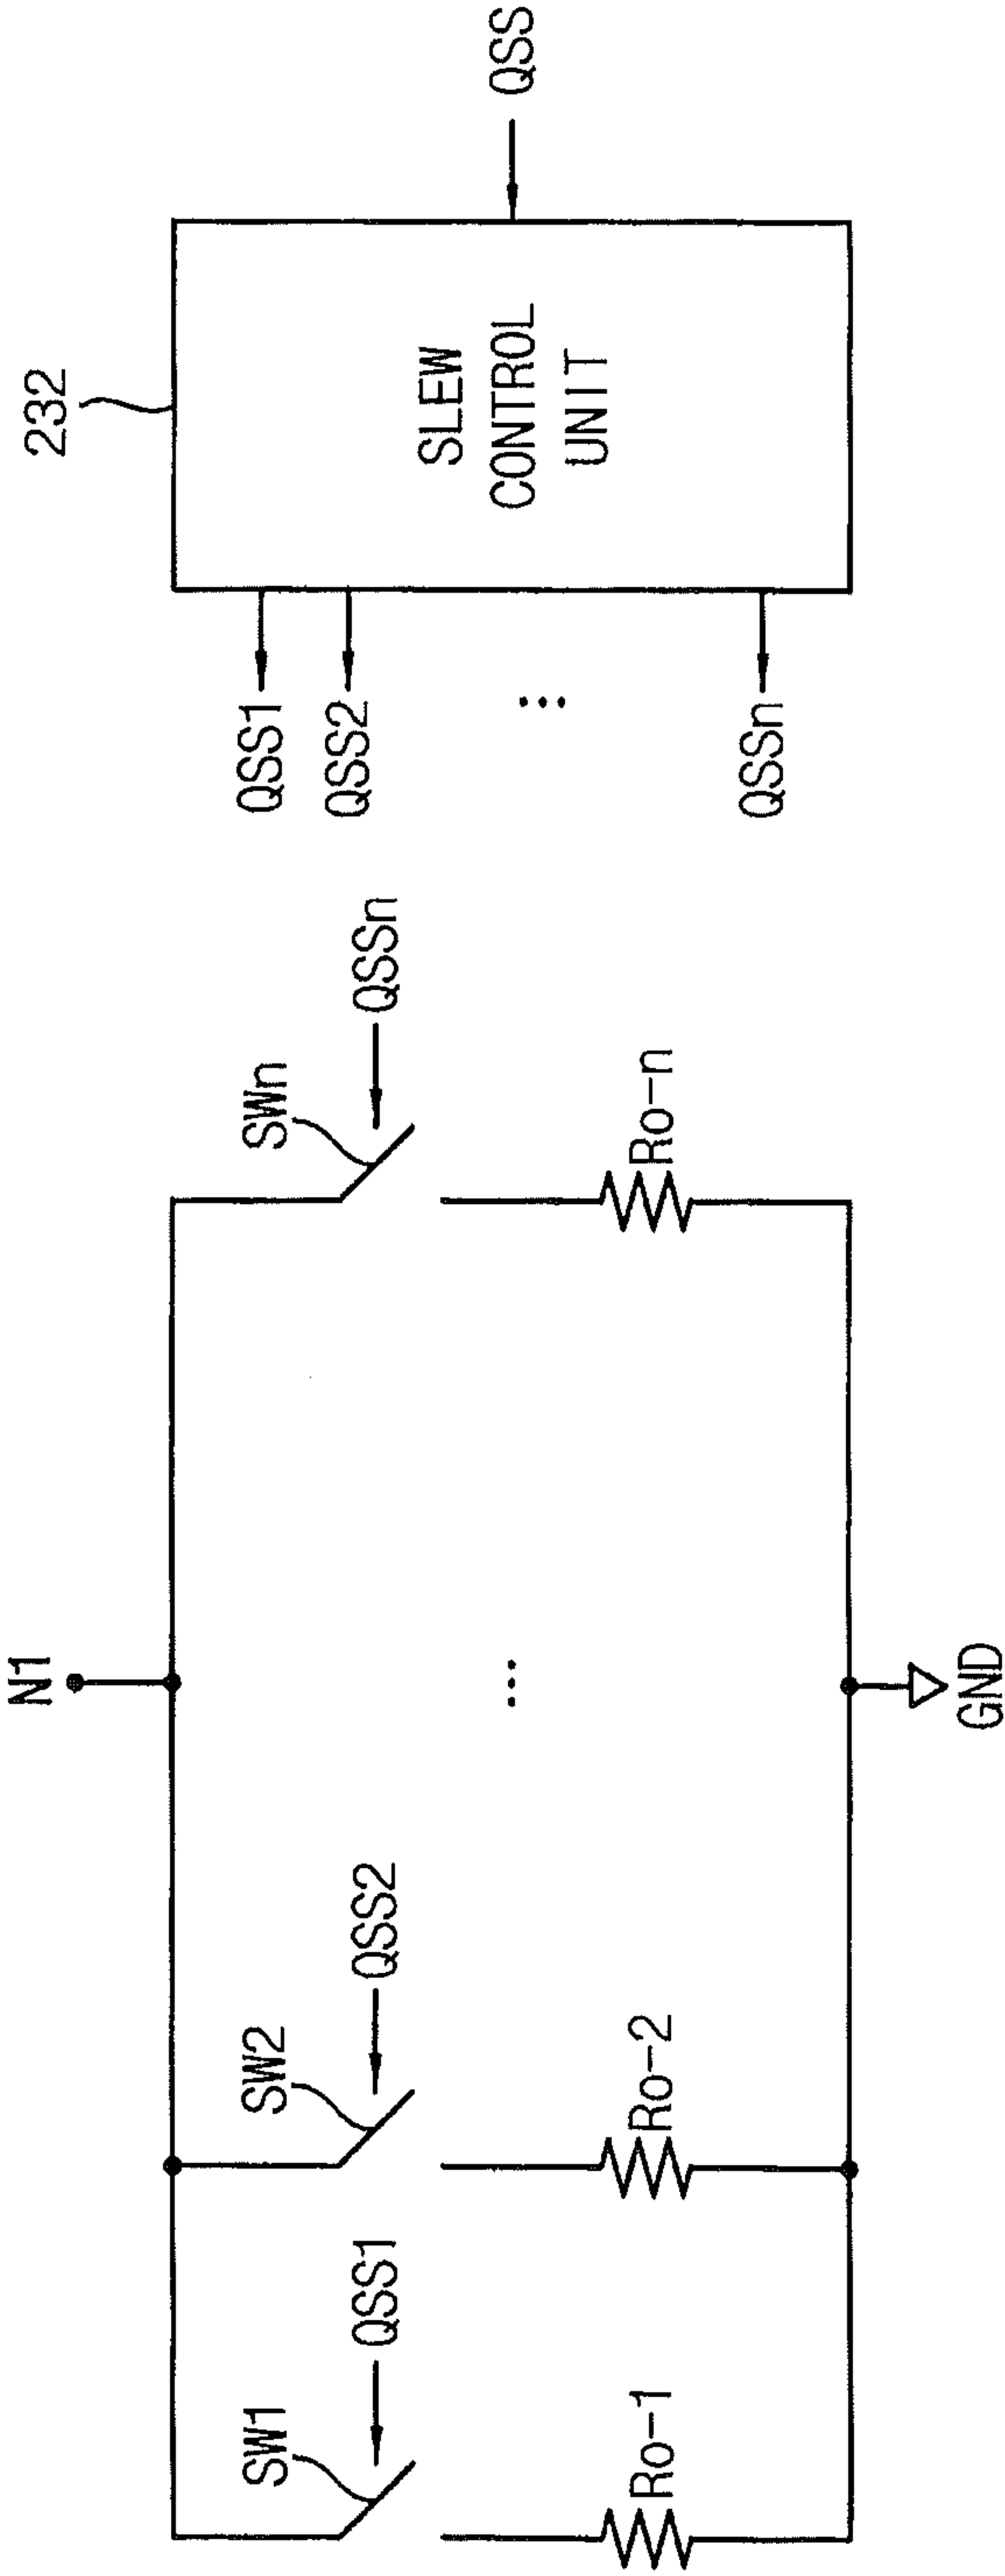 N1
SW1
QSS1
SW2
QSS2
...
SWn
QSSn
Ro-1
Ro-2
Ro-n
GND
232
SLEW
CONTROL
UNIT
QSS1
QSS2
...
QSSn
QSS